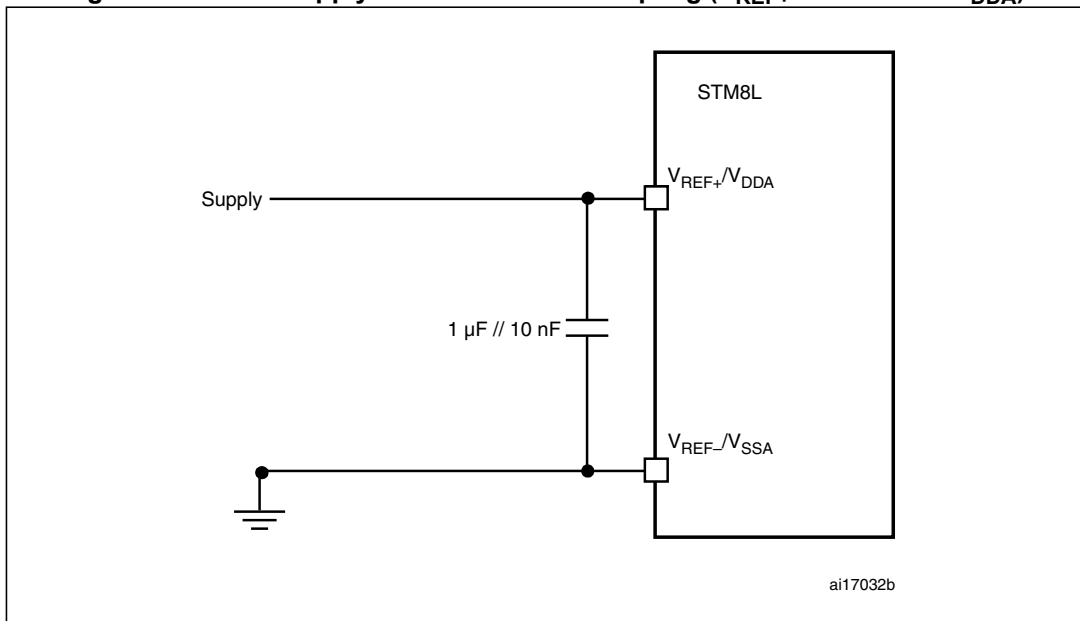 STM8L
VREF+/VDDA
Supply
1 µF // 10 nF
VREF–/VSSA
ai17032b